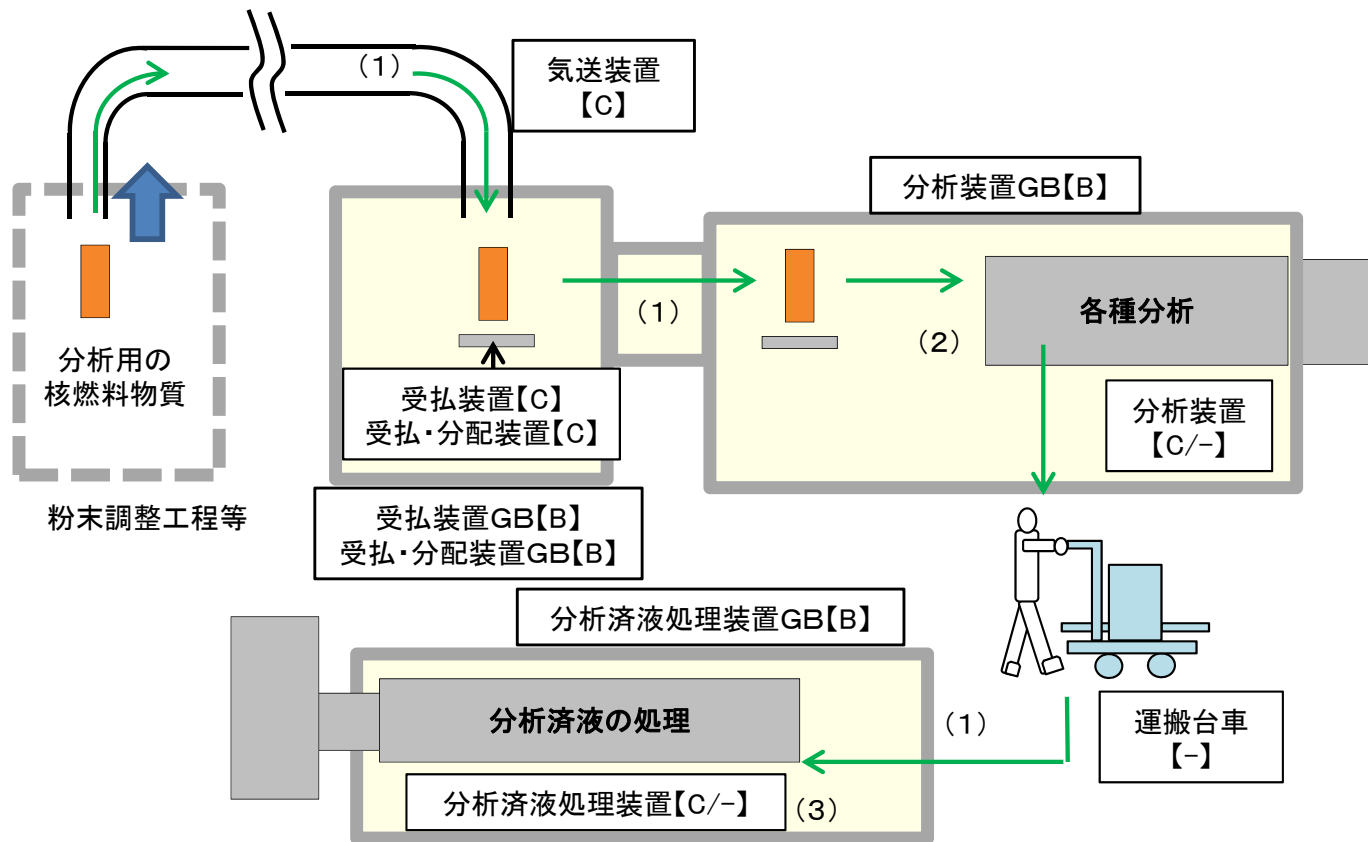 （1）
気送装置
【C】
分析装置GB【B】
分析用の
核燃料物質
粉末調整工程等
（1）
（2）
各種分析
受払装置【C】
受払・分配装置【C】
分析装置
【C/-】
受払装置GB【B】
受払・分配装置GB【B】
分析済液処理装置GB【B】
分析済液の処理
（1）
運搬台車
【-】
分析済液処理装置【C/-】
（3）